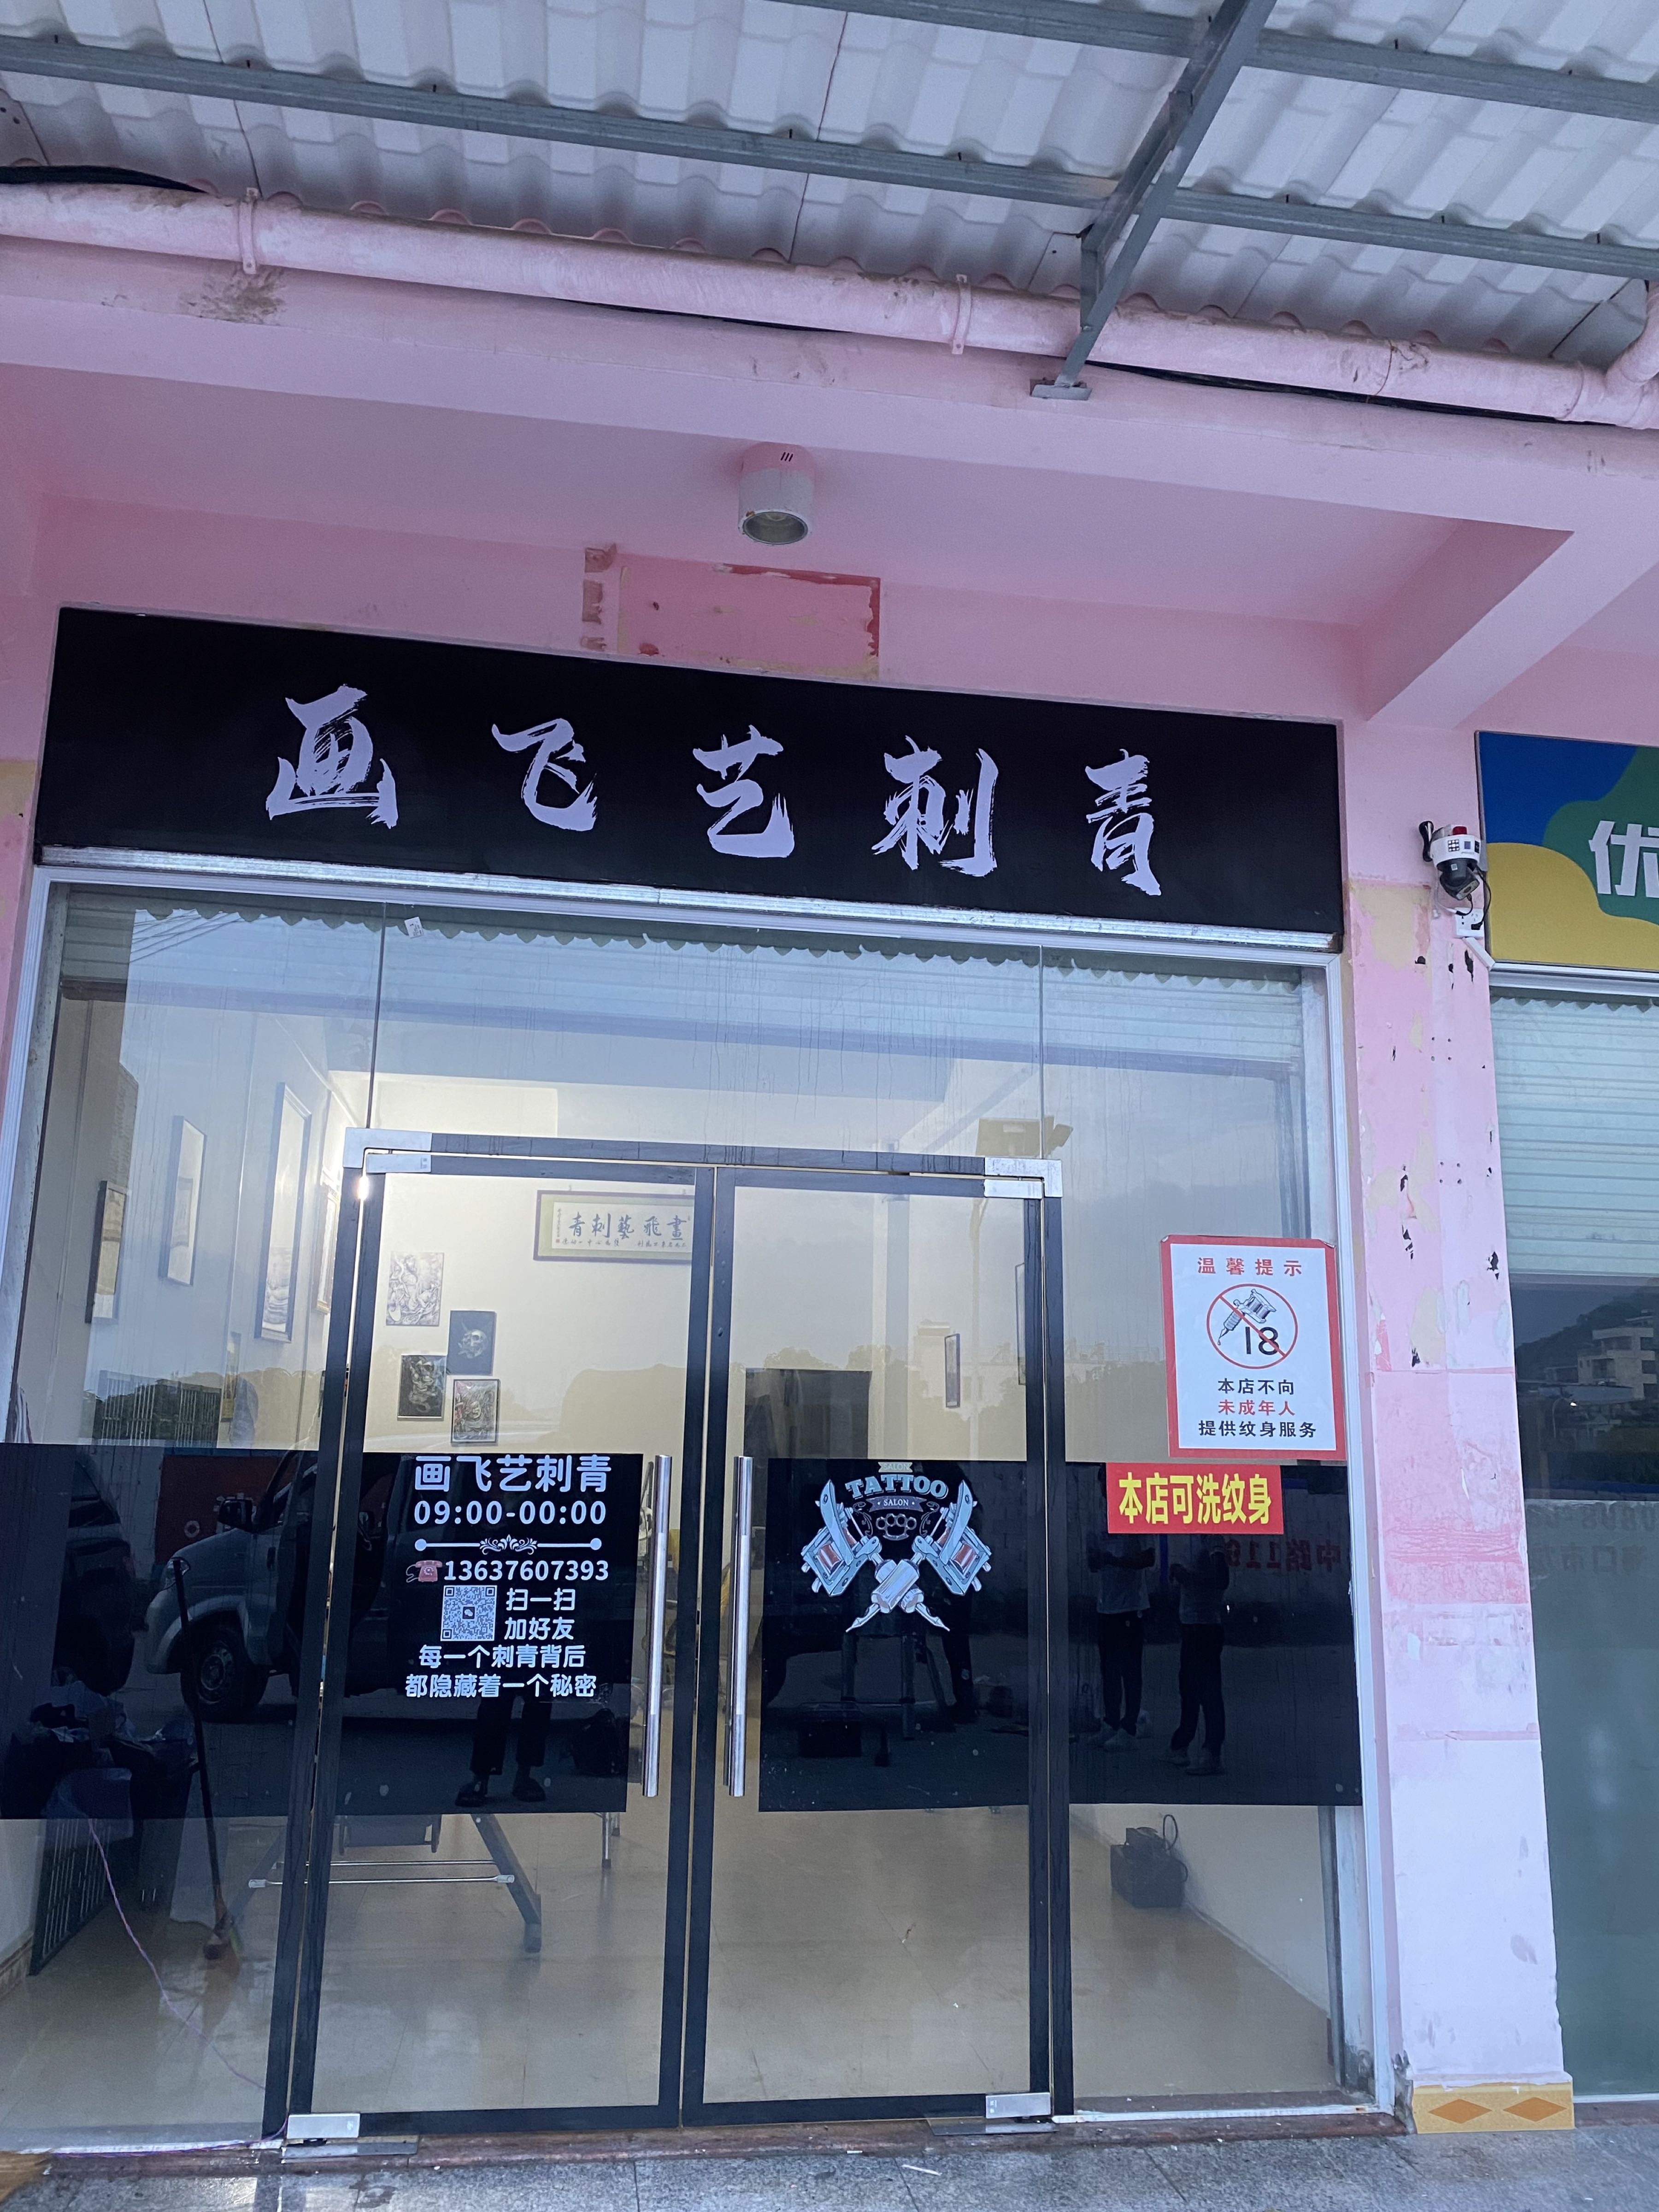 画飞艺刺青
优
青刺藝飛畫
温馨提示
18
本店不向
未成年人
提供纹身服务
画飞艺刺青
09:00-00:00
13637607393
扫一扫
加好友
每一个刺青背后
都隐藏着一个秘密
TATTOO
SALON
本店可洗纹身